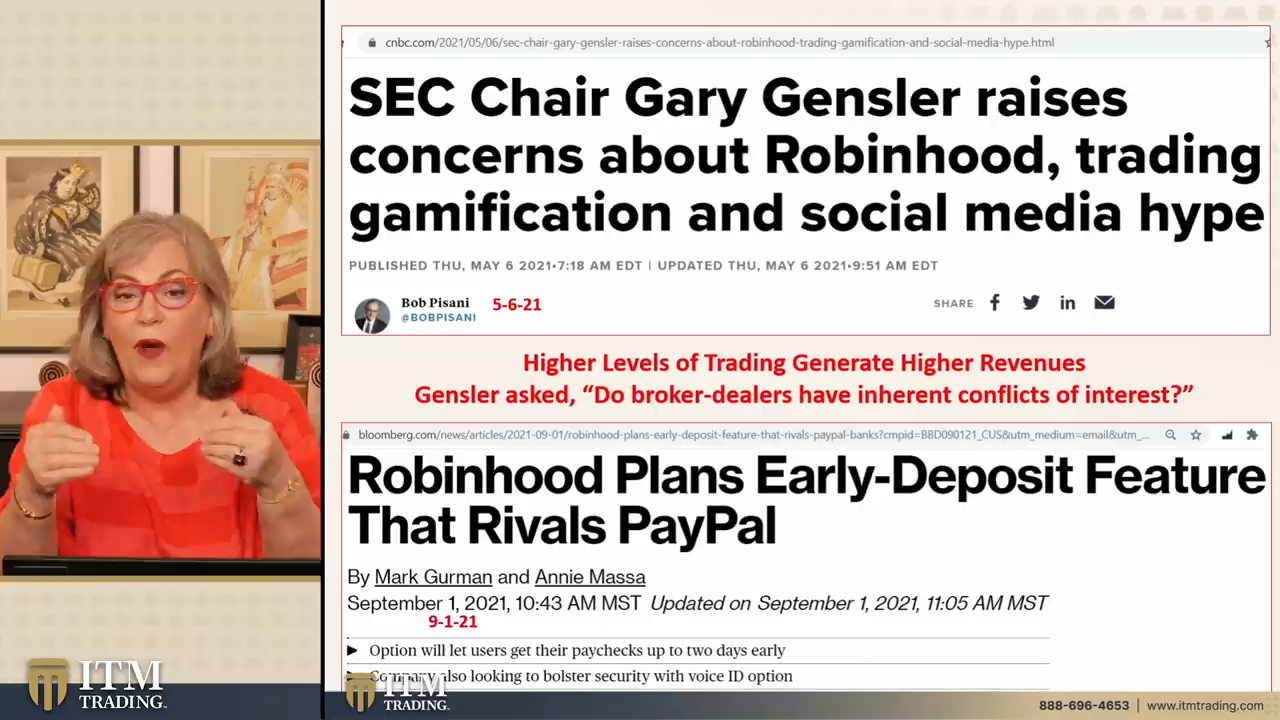 cnbc.com/2021/05/06/sec-chair-gary-gensler-raises-concerns-about-robinhood-trading-gamification-and-social-media-hype.html
SEC Chair Gary Gensler raises
concerns about Robinhood, trading
gamification and social media hype
PUBLISHED THU, MAY 6 2021•7:18 AM EDT | UPDATED THU, MAY 6 2021•9:51 AM EDT
Bob Pisani
@BOBPISANI
5-6-21
SHARE
Higher Levels of Trading Generate Higher Revenues
Gensler asked, “Do broker-dealers have inherent conflicts of interest?”
bloomberg.com/news/articles/2021-09-01/robinhood-plans-early-deposit-feature-that-rivals-paypal-banks?cmpid=BBD090121_CUS&utm_medium=email&utm_...
Robinhood Plans Early-Deposit Feature
That Rivals PayPal
By Mark Gurman and Annie Massa
September 1, 2021, 10:43 AM MST Updated on September 1, 2021, 11:05 AM MST
9-1-21
► Option will let users get their paychecks up to two days early
► Company also looking to bolster security with voice ID option
ITM
TRADING
ITM
TRADING
888-696-4653 | www.itmtrading.com